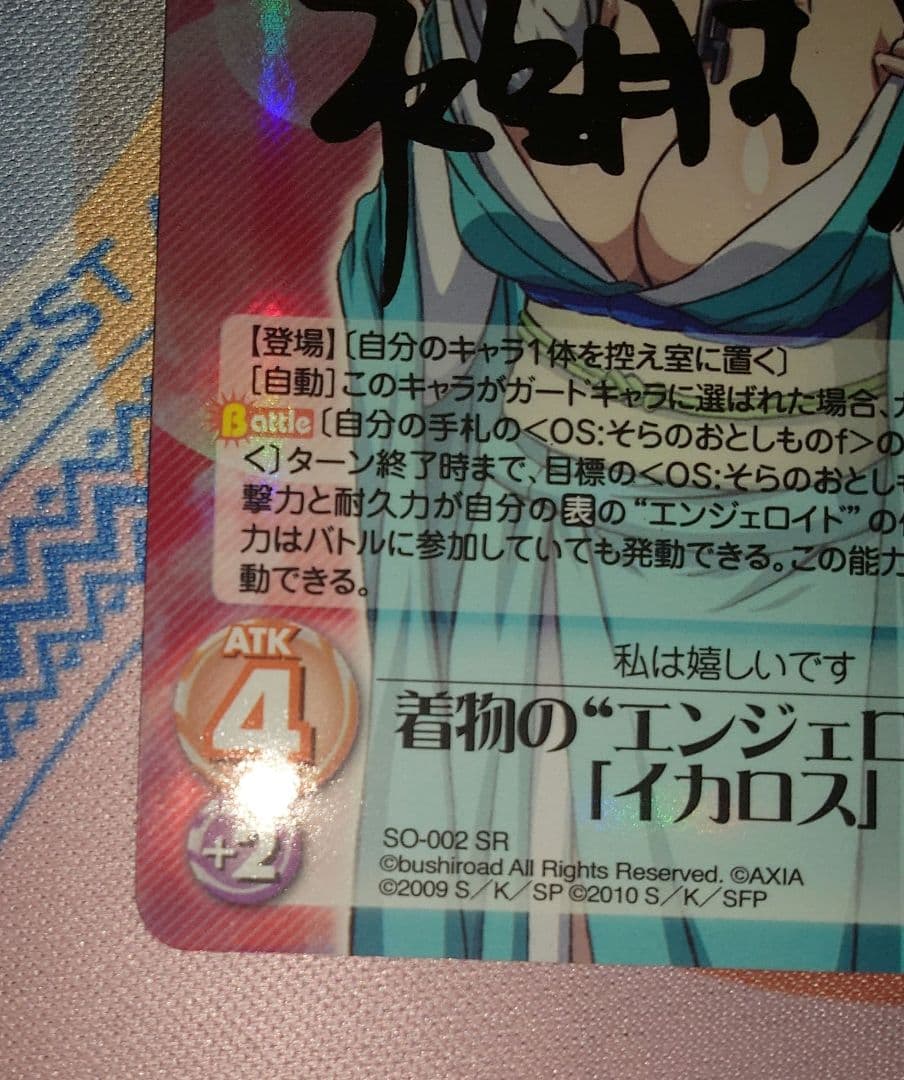 EST
【登場】〔自分のキャラ1体を控え室に置く〕
[自動]このキャラがガードキャラに選ばれた場合、
Battle〔自分の手札の<OS:そらのおとしものf>の
く〕ターン終了時まで、目標の<OS:そらのおとし
撃力と耐久力が自分の表の“エンジェロイド”の
力はバトルに参加していても発動できる。この能力
動できる。
ATK
4
私は嬉しいです
着物の“エンジェロ
「イカロス」
+2
SO-002 SR
©bushiroad All Rights Reserved. ©AXIA
©2009 S/K/SP ©2010 S/K/SFP